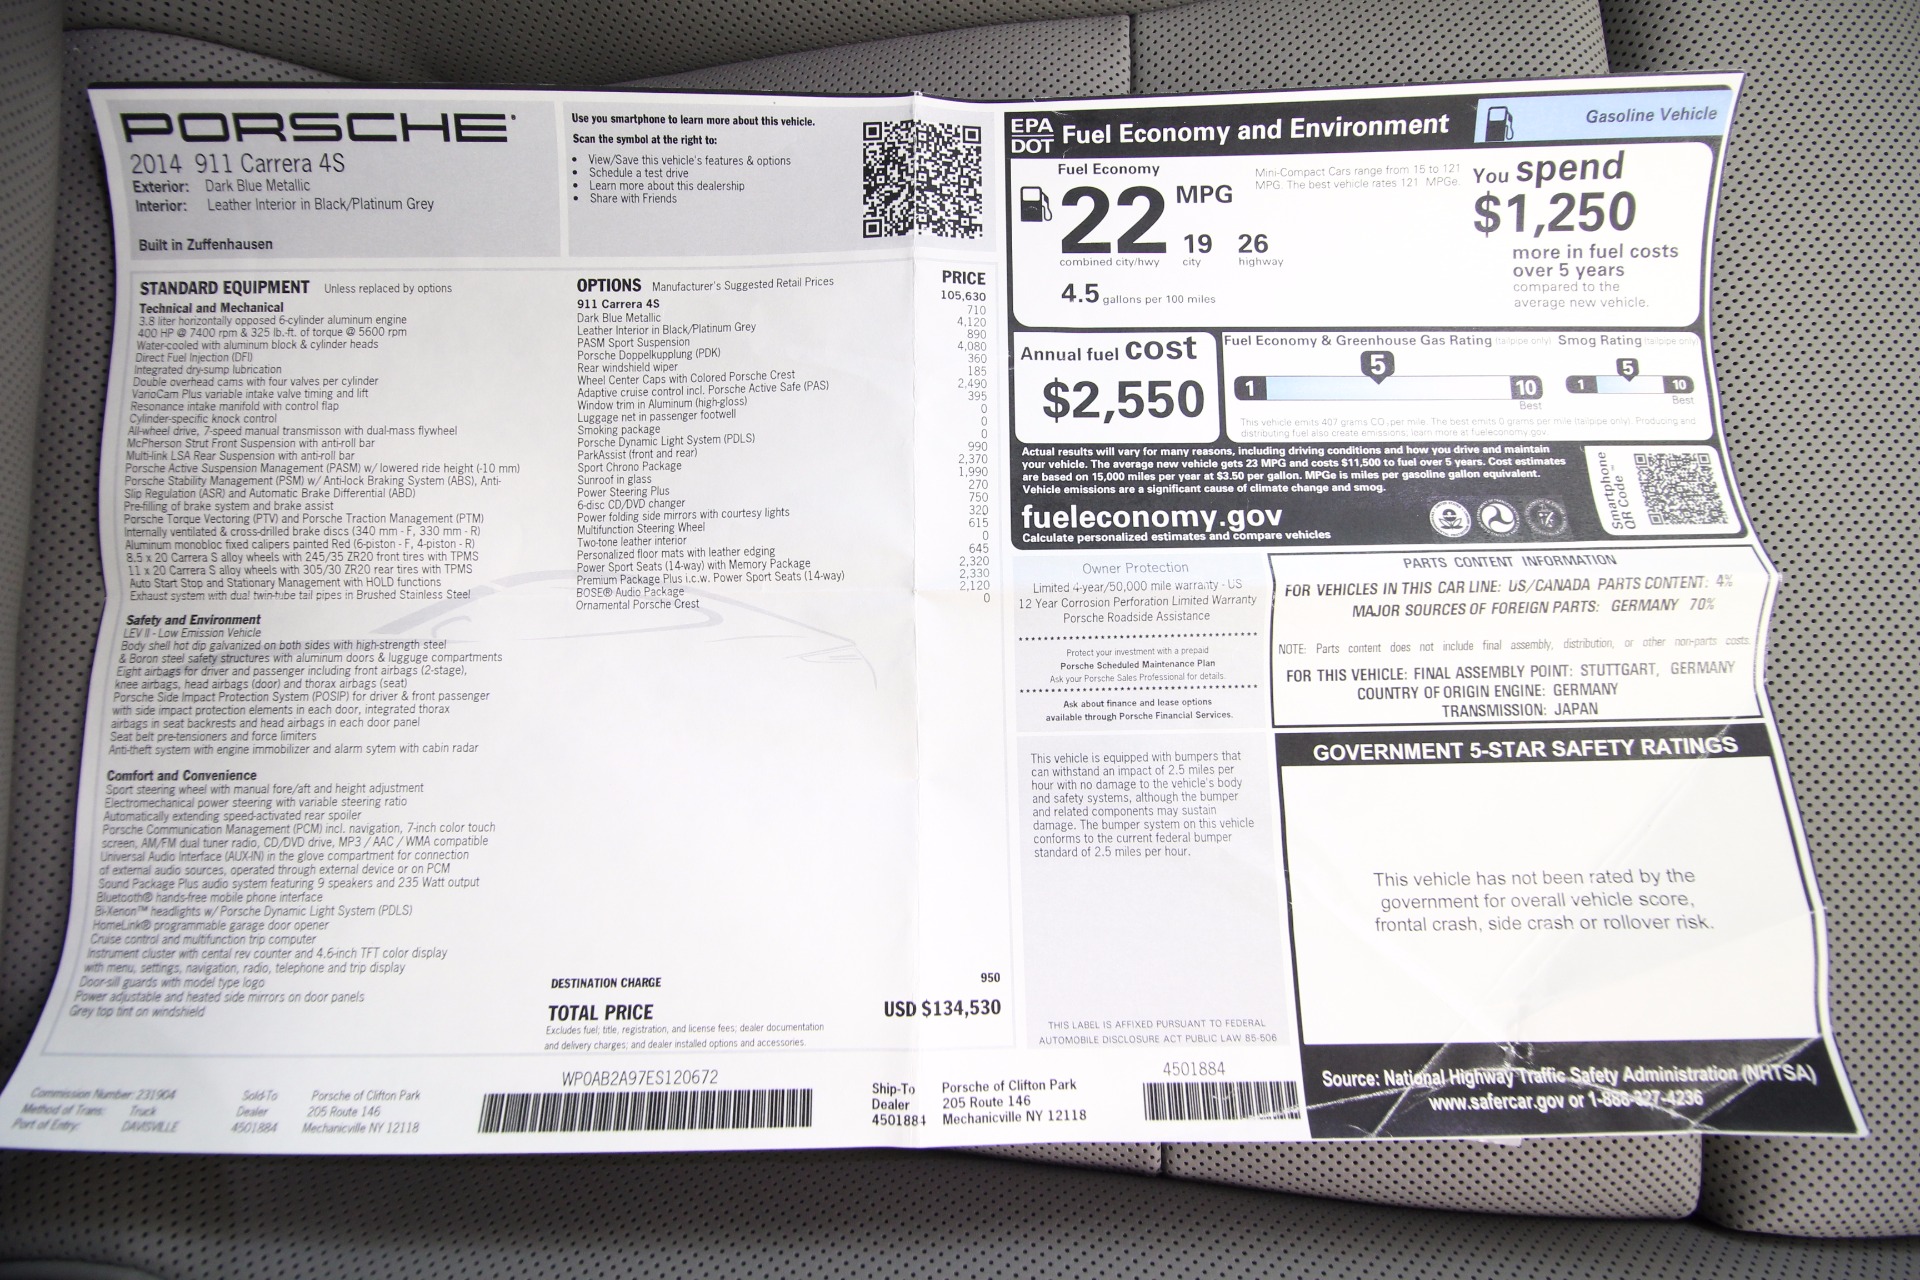 PORSCHE
2014 911 Carrera 4S
Exterior: Dark Blue Metallic
Interior: Leather Interior in Black/Platinum Grey
Built in Zuffenhausen
Use you smartphone to learn more about this vehicle.
Scan the symbol at the right to:
• View/Save this vehicle's features & options
• Schedule a test drive
• Learn more about this dealership
• Share with Friends
STANDARD EQUIPMENT Unless replaced by options
Technical and Mechanical
3.8 liter horizontally opposed 6-cylinder aluminum engine
400 HP @ 7400 rpm & 325 lb.-ft. of torque @ 5600 rpm
Water-cooled with aluminum block & cylinder heads
Direct Fuel Injection (DFI)
Integrated dry-sump lubrication
Double overhead cams with four valves per cylinder
VarioCam Plus variable intake valve timing and lift
Resonance intake manifold with control flap
Cylinder-specific knock control
All-wheel drive, 7-speed manual transmisson with dual-mass flywheel
McPherson Strut Front Suspension with anti-roll bar
Multi-link LSA Rear Suspension with anti-roll bar
Porsche Active Suspension Management (PASM) w/ lowered ride height (-10 mm)
Porsche Stability Management (PSM) w/ Anti-lock Braking System (ABS), Anti-
Slip Regulation (ASR) and Automatic Brake Differential (ABD)
Pre-filling of brake system and brake assist
Porsche Torque Vectoring (PTV) and Porsche Traction Management (PTM)
Internally ventilated & cross-drilled brake discs (340 mm - F, 330 mm - R)
Aluminum monobloc fixed calipers painted Red (6-piston - F, 4-piston - R)
8.5 x 20 Carrera S alloy wheels with 245/35 ZR20 front tires with TPMS
11 x 20 Carrera S alloy wheels with 305/30 ZR20 rear tires with TPMS
Auto Start Stop and Stationary Management with HOLD functions
Exhaust system with dual twin-tube tail pipes in Brushed Stainless Steel
Safety and Environment
LEV II - Low Emission Vehicle
Body shell hot dip galvanized on both sides with high-strength steel
& Boron steel safety structures with aluminum doors & luggage compartments
Eight airbags for driver and passenger including front airbags (2-stage),
knee airbags, head airbags (door) and thorax airbags (seat)
Porsche Side Impact Protection System (POSIP) for driver & front passenger
with side impact protection elements in each door, integrated thorax
airbags in seat backrests and head airbags in each door panel
Seat belt pre-tensioners and force limiters
Anti-theft system with engine immobilizer and alarm sytem with cabin radar
Comfort and Convenience
Sport steering wheel with manual fore/aft and height adjustment
Electromechanical power steering with variable steering ratio
Automatically extending speed-activated rear spoiler
Porsche Communication Management (PCM) incl. navigation, 7-inch color touch
screen, AM/FM dual tuner radio, CD/DVD drive, MP3 / AAC / WMA compatible
Universal Audio Interface (AUX-IN) in the glove compartment for connection
of external audio sources, operated through external device or on PCM
Sound Package Plus audio system featuring 9 speakers and 235 Watt output
Bluetooth® hands-free mobile phone interface
Bi-Xenon™ headlights w/ Porsche Dynamic Light System (PDLS)
HomeLink® programmable garage door opener
Cruise control and multifunction trip computer
Instrument cluster with cental rev counter and 4.6-inch TFT color display
with menu, settings, navigation, radio, telephone and trip display
Door-sill guards with model type logo
Power adjustable and heated side mirrors on door panels
Grey top tint on windshield
OPTIONS Manufacturer's Suggested Retail Prices PRICE
911 Carrera 4S 105,630
Dark Blue Metallic 710
Leather Interior in Black/Platinum Grey 4,120
PASM Sport Suspension 890
Porsche Doppelkupplung (PDK) 4,080
Rear windshield wiper 360
Wheel Center Caps with Colored Porsche Crest 185
Adaptive cruise control incl. Porsche Active Safe (PAS) 2,490
Window trim in Aluminum (high-gloss) 395
Luggage net in passenger footwell 0
Smoking package 0
Porsche Dynamic Light System (PDLS) 0
ParkAssist (front and rear) 990
Sport Chrono Package 2,370
Sunroof in glass 1,990
Power Steering Plus 270
6-disc CD/DVD changer 750
Power folding side mirrors with courtesy lights 320
Multifunction Steering Wheel 615
Two-tone leather interior 0
Personalized floor mats with leather edging 645
Power Sport Seats (14-way) with Memory Package 2,320
Premium Package Plus i.c.w. Power Sport Seats (14-way) 2,330
BOSE® Audio Package 2,120
Ornamental Porsche Crest 0
DESTINATION CHARGE 950
TOTAL PRICE USD $134,530
Excludes fuel; title, registration, and license fees; dealer documentation
and delivery charges; and dealer installed options and accessories.
EPA
DOT Fuel Economy and Environment
Gasoline Vehicle
Fuel Economy
22 MPG
combined city/hwy
19 city
26 highway
4.5 gallons per 100 miles
Mini-Compact Cars range from 15 to 121
MPG. The best vehicle rates 121 MPGe.
You spend
$1,250
more in fuel costs
over 5 years
compared to the
average new vehicle.
Annual fuel cost
$2,550
Fuel Economy & Greenhouse Gas Rating (tailpipe only)
5
1 10
Best
Smog Rating (tailpipe only)
5
1 10
Best
This vehicle emits 407 grams CO₂ per mile. The best emits 0 grams per mile (tailpipe only). Producing and
distributing fuel also create emissions; learn more at fueleconomy.gov.
Actual results will vary for many reasons, including driving conditions and how you drive and maintain
your vehicle. The average new vehicle gets 23 MPG and costs $11,500 to fuel over 5 years. Cost estimates
are based on 15,000 miles per year at $3.50 per gallon. MPGe is miles per gasoline gallon equivalent.
Vehicle emissions are a significant cause of climate change and smog.
fueleconomy.gov
Calculate personalized estimates and compare vehicles
Smartphone
QR Code™
Owner Protection
Limited 4-year/50,000 mile warranty - US
12 Year Corrosion Perforation Limited Warranty
Porsche Roadside Assistance
Protect your investment with a prepaid
Porsche Scheduled Maintenance Plan
Ask your Porsche Sales Professional for details.
Ask about finance and lease options
available through Porsche Financial Services.
This vehicle is equipped with bumpers that
can withstand an impact of 2.5 miles per
hour with no damage to the vehicle's body
and safety systems, although the bumper
and related components may sustain
damage. The bumper system on this vehicle
conforms to the current federal bumper
standard of 2.5 miles per hour.
THIS LABEL IS AFFIXED PURSUANT TO FEDERAL
AUTOMOBILE DISCLOSURE ACT PUBLIC LAW 85-506
PARTS CONTENT INFORMATION
FOR VEHICLES IN THIS CAR LINE: US/CANADA PARTS CONTENT: 4%
MAJOR SOURCES OF FOREIGN PARTS: GERMANY 70%
NOTE: Parts content does not include final assembly, distribution, or other non-parts costs.
FOR THIS VEHICLE: FINAL ASSEMBLY POINT: STUTTGART, GERMANY
COUNTRY OF ORIGIN ENGINE: GERMANY
TRANSMISSION: JAPAN
GOVERNMENT 5-STAR SAFETY RATINGS
This vehicle has not been rated by the
government for overall vehicle score,
frontal crash, side crash or rollover risk.
Source: National Highway Traffic Safety Administration (NHTSA)
www.safercar.gov or 1-888-327-4236
Commission Number: 231904
Method of Trans: Truck
Port of Entry: DAVISVILLE
Sold-To
Dealer
4501884
Porsche of Clifton Park
205 Route 146
Mechanicville NY 12118
WP0AB2A97ES120672
Ship-To
Dealer
4501884
Porsche of Clifton Park
205 Route 146
Mechanicville NY 12118
4501884